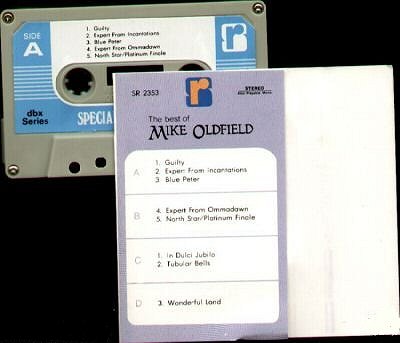 SIDE
A
1. Guilty
2. Expert From Incantations
3. Blue Peter
4. Expert From Ommadawn
5. North Star/Platinum Finale
dbx
Series
SPECIA
SR 2353
STEREO
The best of
MIKE OLDFIELD
A
1. Guilty
2. Expert From Incantations
3. Blue Peter
B
4. Expert From Ommadawn
5. North Star/Platinum Finale
C
1. In Dulci Jubilo
2. Tubular Bells
D
3. Wonderful Land